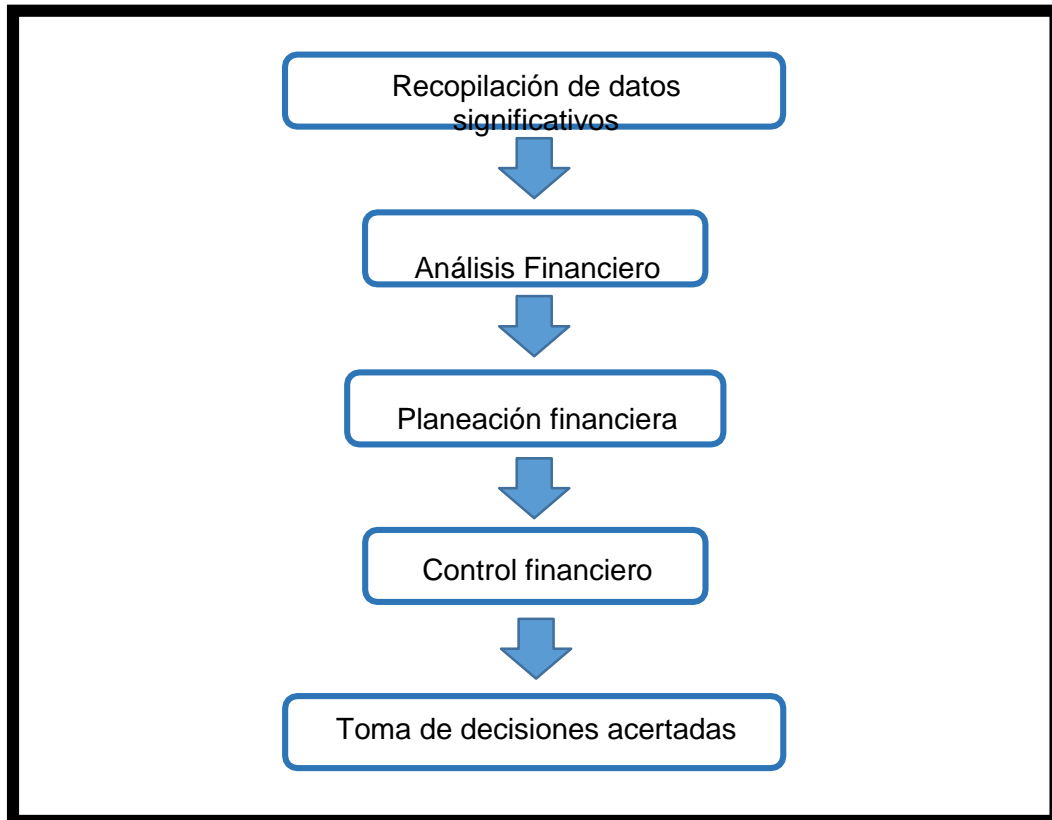 Recopilación de datos
significativos
Análisis Financiero
Planeación financiera
Control financiero
Toma de decisiones acertadas